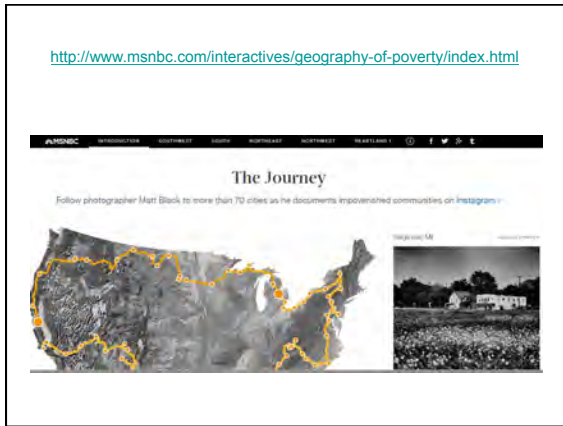 http://www.msnbc.com/interactives/geography-of-poverty/index.html
MSNBC INTRODUCTION SOUTHWEST SOUTH NORTHEAST NORTHWEST
The Journey
Follow photographer Matt Black to more than 70 cities as he documents impoverished communities on Instagram